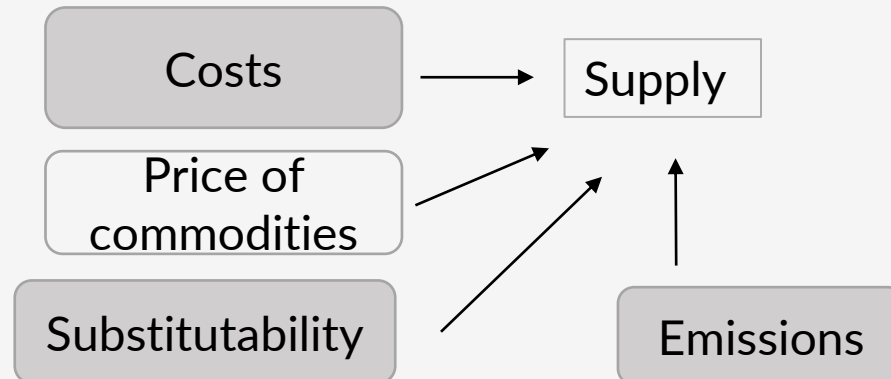 Costs
Supply
Price of
commodities
Substitutability
Emissions